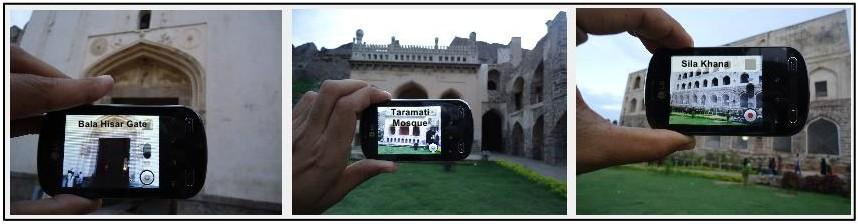 Bala Hisar Gate
Taramati
Mosque
Sila Khana